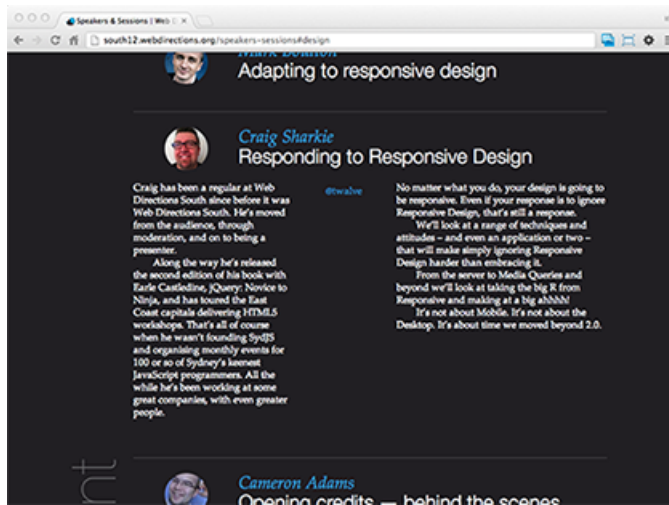 Speakers & Sessions | Web D
south12.webdirections.org/speakers-sessions#design
Mark Boulton
Adapting to responsive design
Craig Sharkie
Responding to Responsive Design
Craig has been a regular at Web
Directions South since before it was
Web Directions South. He's moved
from the audience, through
moderation, and on to being a
presenter.
Along the way he's released
the second edition of his book with
Earle Castledine, jQuery: Novice to
Ninja, and has toured the East
Coast capitals delivering HTML5
workshops. That's all of course
when he wasn't founding SydJS
and organising monthly events for
100 or so of Sydney's keenest
JavaScript programmers. All the
while he's been working at some
great companies, with even greater
people.
@twalve
No matter what you do, your design is going to
be responsive. Even if your response is to ignore
Responsive Design, that's still a response.
We'll look at a range of techniques and
attitudes – and even an application or two –
that will make simply ignoring Responsive
Design harder than embracing it.
From the server to Media Queries and
beyond we'll look at taking the big R from
Responsive and making at a big ahhhh!
It's not about Mobile. It's not about the
Desktop. It's about time we moved beyond 2.0.
nt
Cameron Adams
Opening credits — behind the scenes